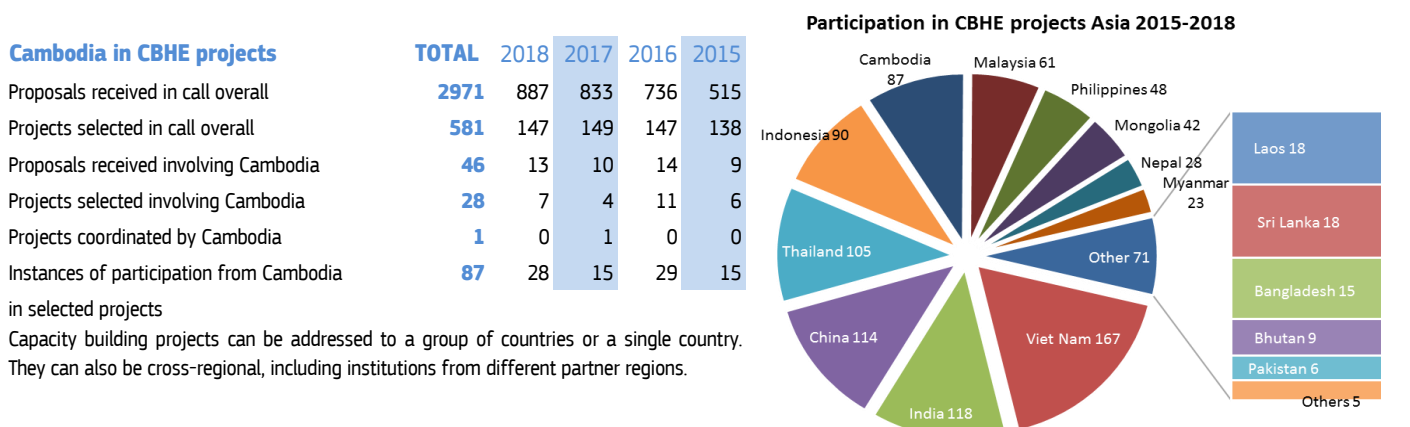 Cambodia in CBHE projects TOTAL 2018 2017 2016 2015
Proposals received in call overall 2971 887 833 736 515
Projects selected in call overall 581 147 149 147 138
Proposals received involving Cambodia 46 13 10 14 9
Projects selected involving Cambodia 28 7 4 11 6
Projects coordinated by Cambodia 1 0 1 0 0
Instances of participation from Cambodia 87 28 15 29 15
in selected projects
Capacity building projects can be addressed to a group of countries or a single country.
They can also be cross-regional, including institutions from different partner regions.
Participation in CBHE projects Asia 2015-2018
Cambodia
87
Malaysia 61
Philippines 48
Mongolia 42
Nepal 28
Myanmar
23
Other 71
Viet Nam 167
India 118
China 114
Thailand 105
Indonesia 90
Laos 18
Sri Lanka 18
Bangladesh 15
Bhutan 9
Pakistan 6
Others 5